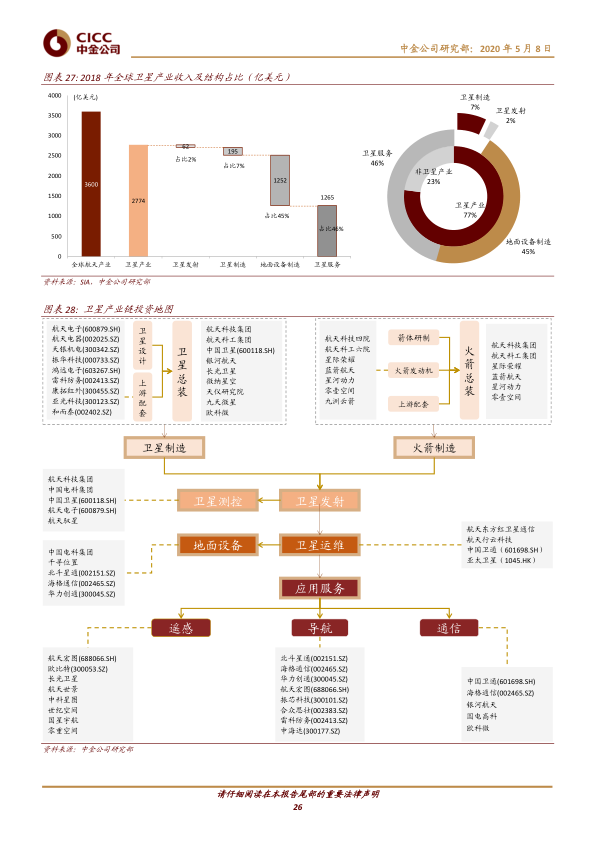 CICC
中金公司
中金公司研究部：2020 年 5 月 8 日
图表 27: 2018 年全球卫星产业收入及结构占比（亿美元）
(亿美元)
4000
3500
3000
2500
2000
1500
1000
500
0
3600
2774
62
占比2%
195
占比7%
1252
占比45%
1265
占比46%
全球航天产业
卫星产业
卫星发射
卫星制造
地面设备制造
卫星服务
卫星制造
7%
卫星发射
2%
卫星服务
46%
非卫星产业
23%
卫星产业
77%
地面设备制造
45%
资料来源：SIA，中金公司研究部
图表 28: 卫星产业链投资地图
航天电子(600879.SH)
航天电器(002025.SZ)
天银机电(300342.SZ)
振华科技(000733.SZ)
鸿远电子(603267.SH)
雷科防务(002413.SZ)
康拓红外(300455.SZ)
亚光科技(300123.SZ)
和而泰(002402.SZ)
卫星设计
上游配套
卫星总装
航天科技集团
航天科工集团
中国卫星(600118.SH)
银河航天
长光卫星
微纳星空
天仪研究院
九天微星
欧科微
航天科技四院
航天科工六院
星际荣耀
蓝箭航天
星河动力
零壹空间
九洲云箭
箭体研制
火箭发动机
上游配套
火箭总装
航天科技集团
航天科工集团
星际荣耀
蓝箭航天
星河动力
零壹空间
卫星制造
火箭制造
航天科技集团
中国电科集团
中国卫星(600118.SH)
航天电子(600879.SH)
航天驭星
卫星测控
卫星发射
中国电科集团
千寻位置
北斗星通(002151.SZ)
海格通信(002465.SZ)
华力创通(300045.SZ)
地面设备
卫星运维
航天东方红卫星通信
航天行云科技
中国卫通（601698.SH）
亚太卫星（1045.HK）
应用服务
遥感
导航
通信
航天宏图(688066.SH)
欧比特(300053.SZ)
长光卫星
航天世景
中科星图
世纪空间
国星宇航
零重空间
北斗星通(002151.SZ)
海格通信(002465.SZ)
华力创通(300045.SZ)
航天宏图(688066.SH)
振芯科技(300101.SZ)
合众思壮(002383.SZ)
雷科防务(002413.SZ)
中海达(300177.SZ)
中国卫通(601698.SH)
海格通信(002465.SZ)
银河航天
国电高科
欧科微
资料来源：中金公司研究部
请仔细阅读在本报告尾部的重要法律声明
26